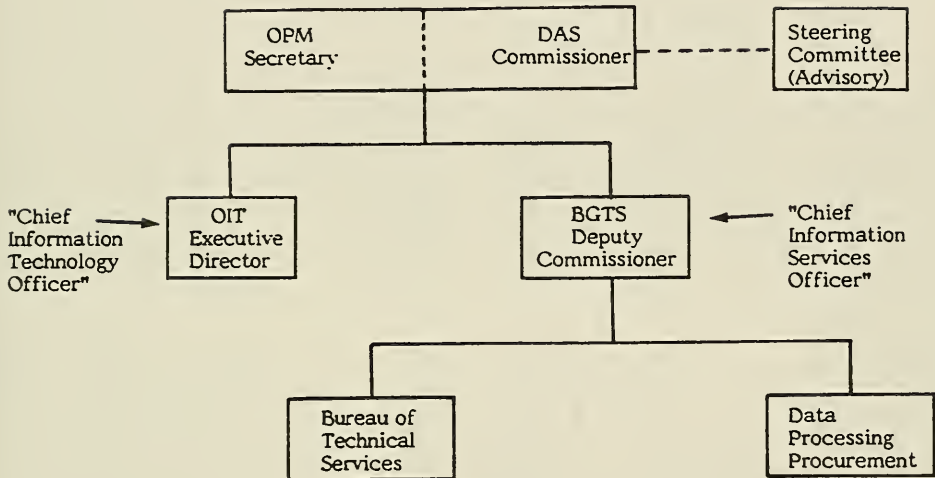 OPM
Secretary
DAS
Commissioner
Steering
Committee
(Advisory)
"Chief
Information
Technology
Officer"
OIT
Executive
Director
BGTS
Deputy
Commissioner
"Chief
Information
Services
Officer"
Bureau of
Technical
Services
Data
Processing
Procurement